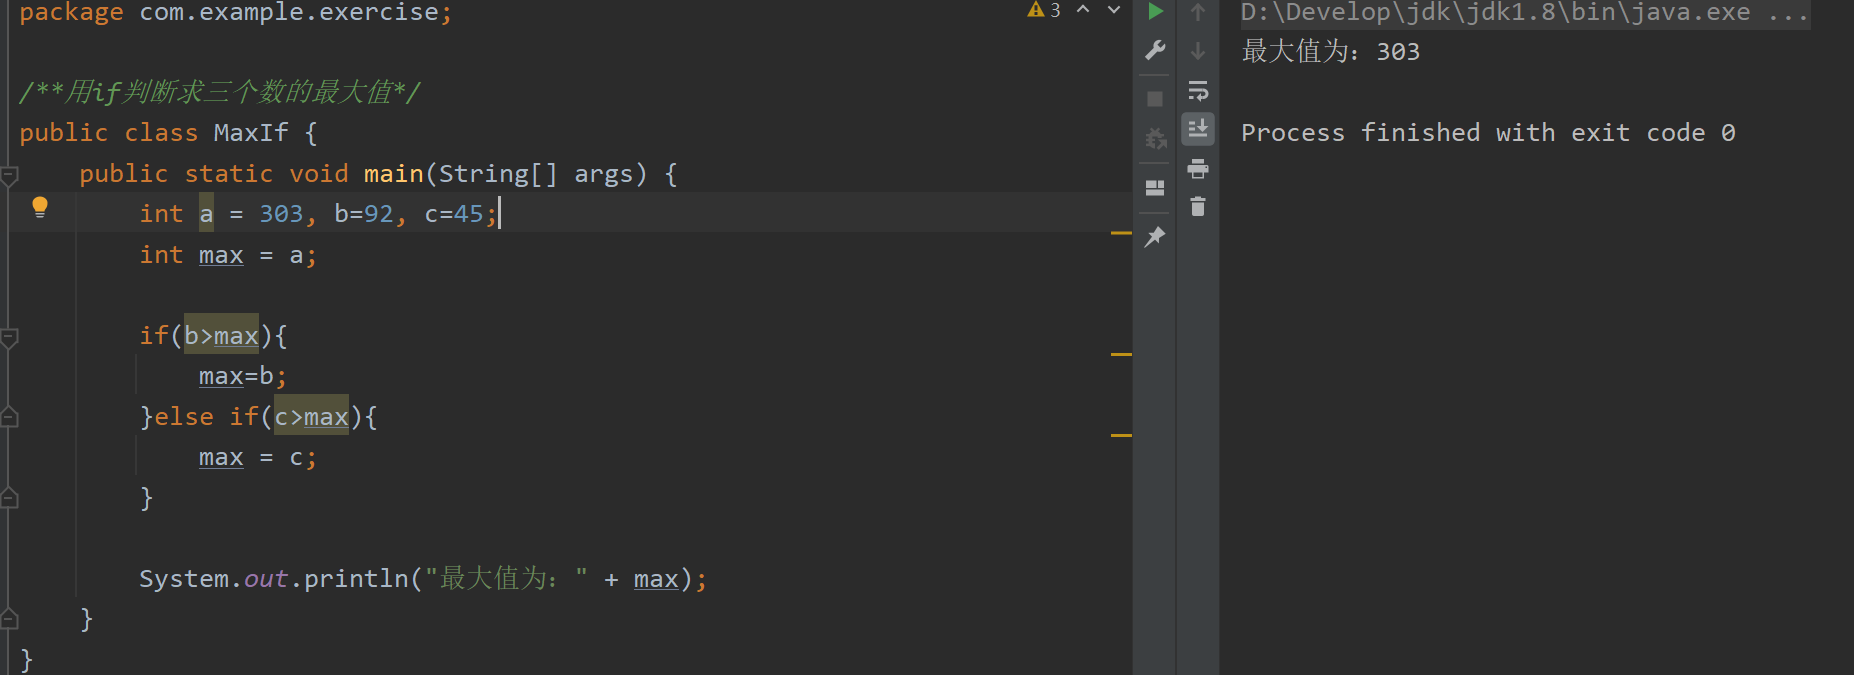 package com.example.exercise;
3
/**用if判断求三个数的最大值*/
public class MaxIf {
public static void main(String[] args) {
int a = 303, b=92, c=45;
int max = a;
if(b>max){
max=b;
}else if(c>max){
max = c;
}
System.out.println("最大值为：" + max);
}
}
D:\Develop\jdk\jdk1.8\bin\java.exe ...
最大值为：303
Process finished with exit code 0